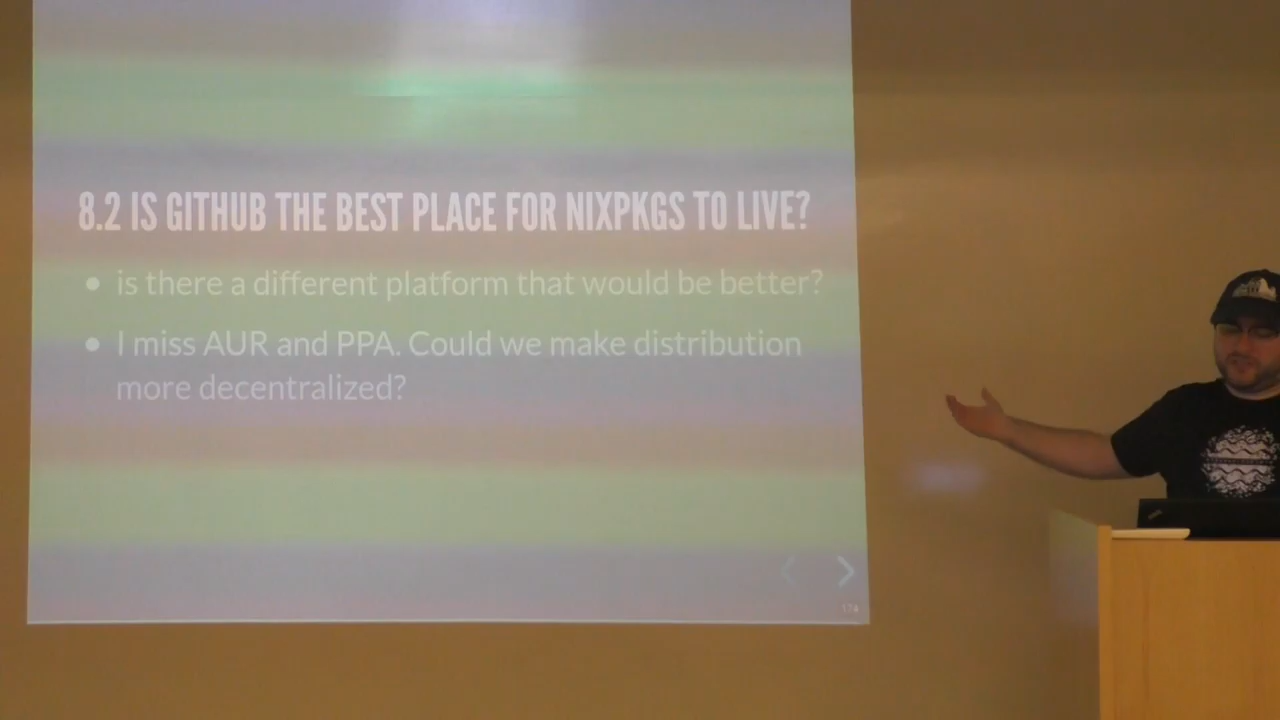 8.2 IS GITHUB THE BEST PLACE FOR NIXPKGS TO LIVE?
is there a different platform that would be better?
I miss AUR and PPA. Could we make distribution
more decentralized?